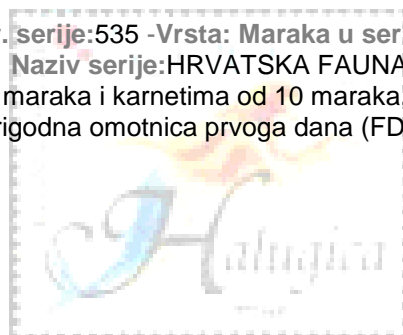 . serije:535 -Vrsta: Maraka u ser
Naziv serije:HRVATSKA FAUNA
maraka i karnetima od 10 maraka,
rigodna omotnica prvoga dana (FD
Halugica